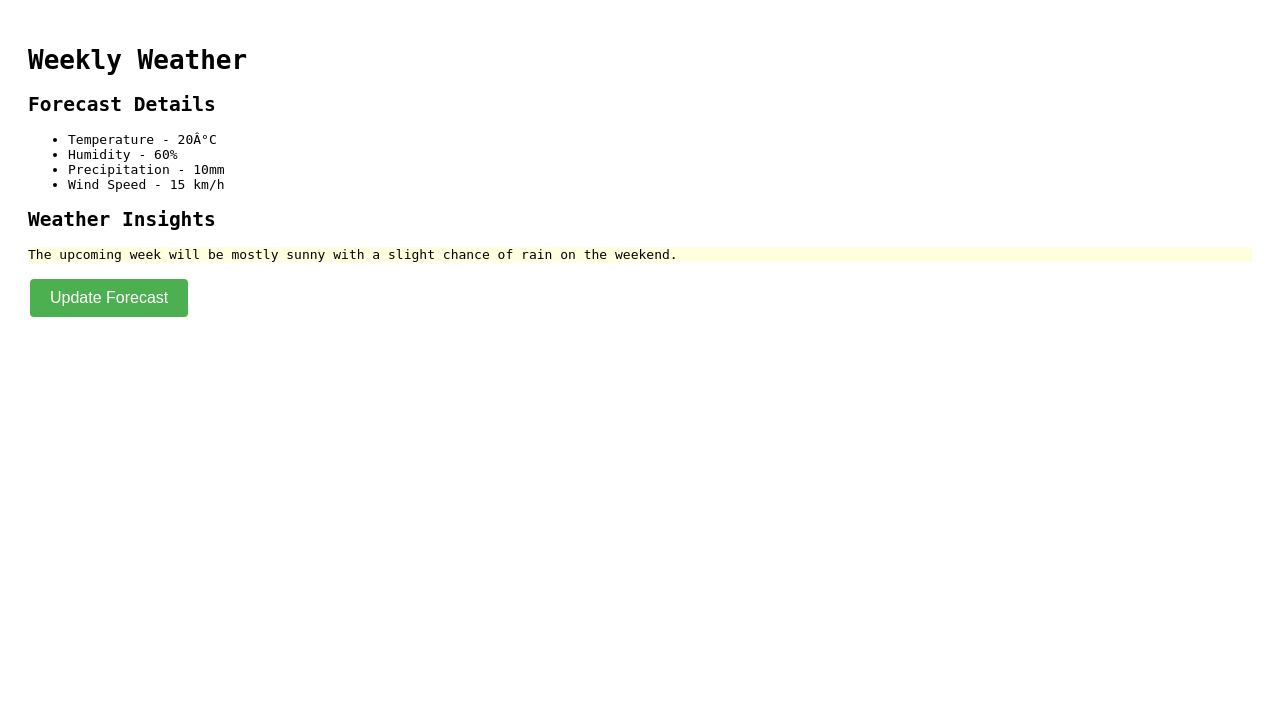 Weekly Weather
Forecast Details
Temperature - 20Â°C
Humidity - 60%
Precipitation - 10mm
Wind Speed - 15 km/h
Weather Insights
The upcoming week will be mostly sunny with a slight chance of rain on the weekend.
Update Forecast